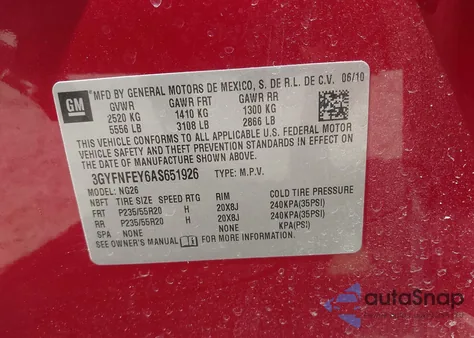 GM
MFD BY GENERAL MOTORS DE MEXICO, S. DE R.L. DE C.V. 06/10
GVWR GAWR FRT GAWR RR
2520 KG 1410 KG 1300 KG
5556 LB 3108 LB 2866 LB
THIS VEHICLE CONFORMS TO ALL APPLICABLE U.S. FEDERAL MOTOR
VEHICLE SAFETY, BUMPER, AND THEFT PREVENTION STANDARDS IN
EFFECT ON THE DATE OF MANUFACTURE SHOWN ABOVE.
3GYFNFEY6AS651926 TYPE: M.P.V.
MODEL: NG26
NBFT TIRE SIZE SPEED RTG RIM COLD TIRE PRESSURE
FRT P235/55R20 H 20X8J 240KPA(35PSI)
RR P235/55R20 H 20X8J 240KPA(35PSI)
SPA NONE NONE KPA(PSI)
SEE OWNER'S MANUAL FOR MORE INFORMATION.
autoSnap